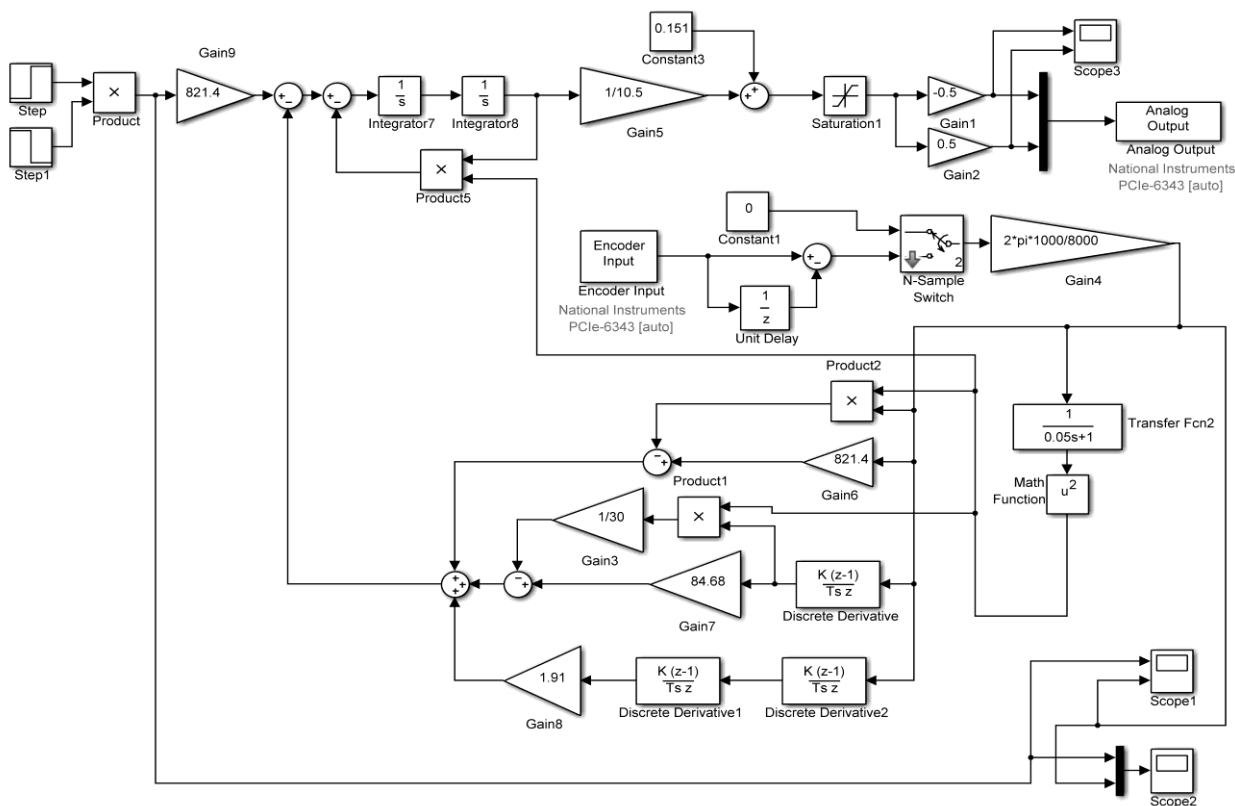 Gain9
Step
Step1
×
Product
821.4
+
−
+
−
1
s
Integrator7
1
s
Integrator8
×
Product5
1/10.5
Gain5
0.151
Constant3
+
+
Saturation1
-0.5
Gain1
0.5
Gain2
Scope3
Analog
Output
Analog Output
National Instruments
PCIe-6343 [auto]
0
Constant1
Encoder
Input
Encoder Input
National Instruments
PCIe-6343 [auto]
1
z
Unit Delay
+
−
2
N-Sample
Switch
2*pi*1000/8000
Gain4
Product2
×
1
0.05s+1
Transfer Fcn2
Math
Function
u2
−
+
821.4
Gain6
Product1
×
1/30
Gain3
+
+
+
−
+
84.68
Gain7
K (z-1)
Ts z
Discrete Derivative
1.91
Gain8
K (z-1)
Ts z
Discrete Derivative1
K (z-1)
Ts z
Discrete Derivative2
Scope1
Scope2